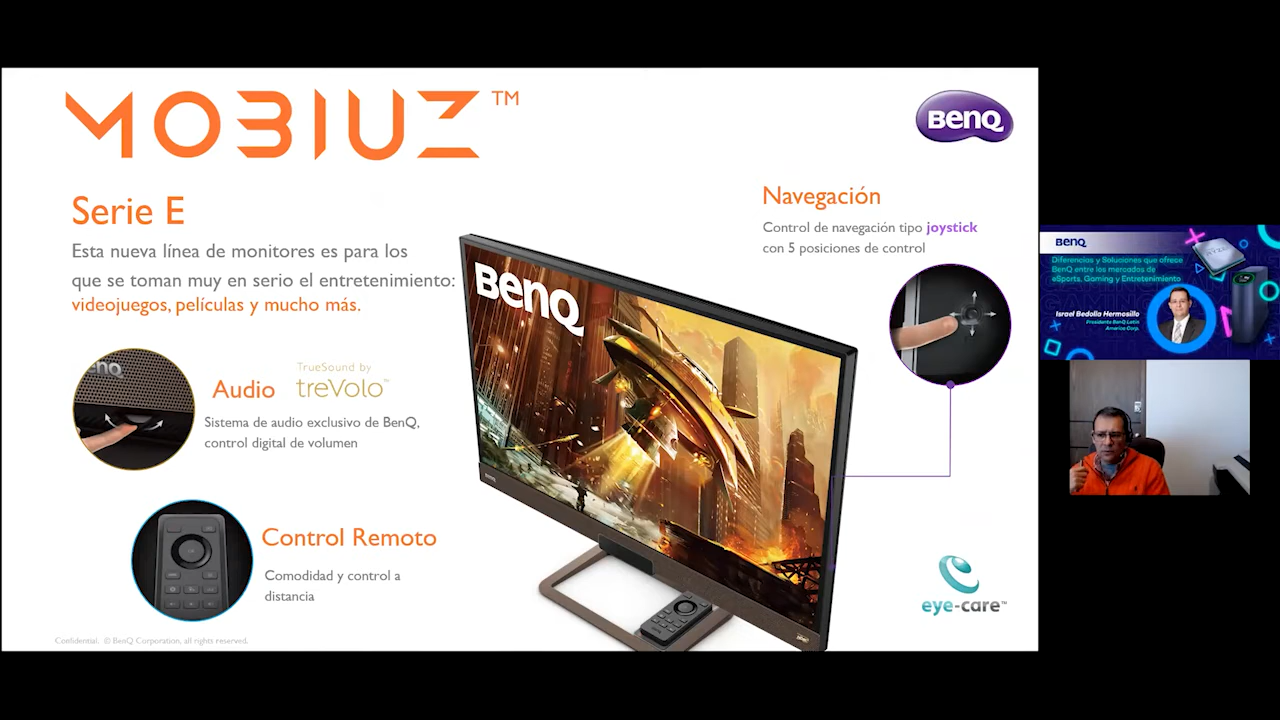 MOBIUZ™
BenQ
Serie E
Esta nueva línea de monitores es para los
que se toman muy en serio el entretenimiento:
videojuegos, películas y mucho más.
Navegación
Control de navegación tipo joystick
con 5 posiciones de control
BenQ
Audio
TrueSound by
treVolo™
Sistema de audio exclusivo de BenQ,
control digital de volumen
Control Remoto
Comodidad y control a
distancia
eye-care™
Confidential. © BenQ Corporation, all rights reserved.
BenQ
Diferencias y Soluciones que ofrece
BenQ entre los mercados de
eSports, Gaming y Entretenimiento
Israel Bedolla Hermosillo
Presidente BenQ Latin
America Corp.